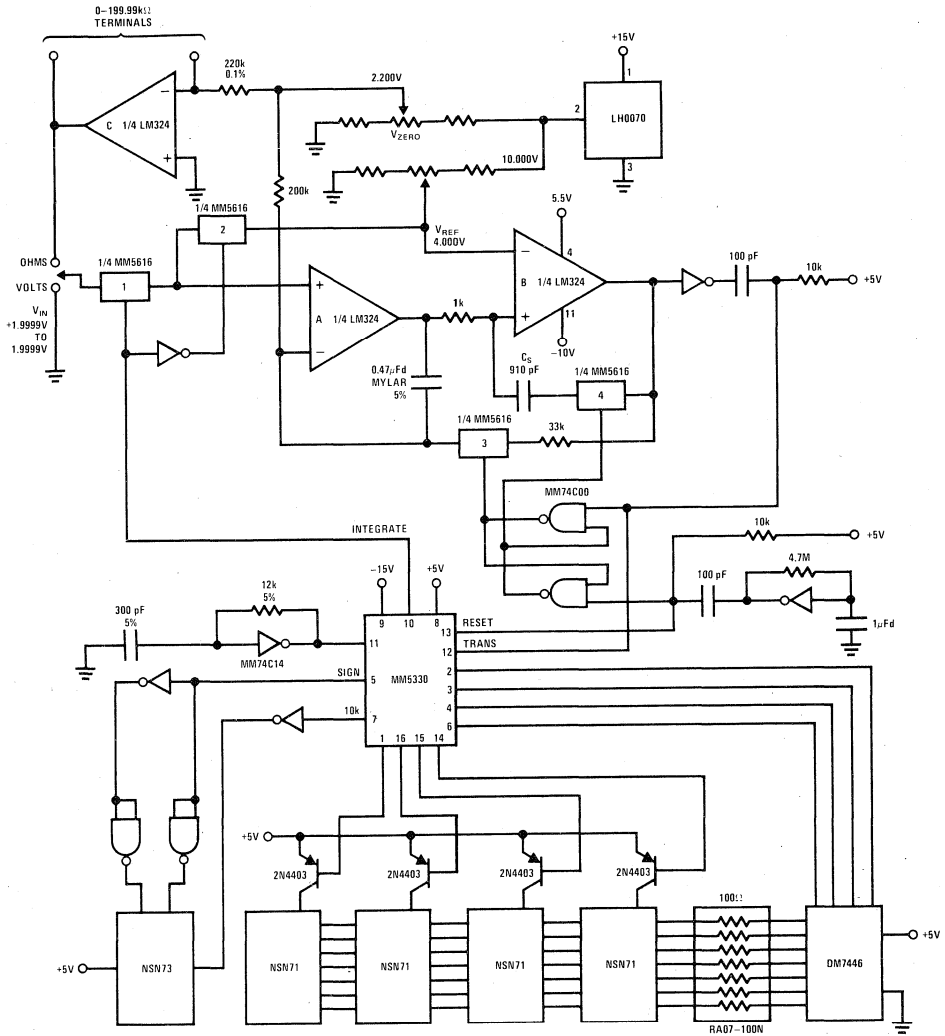 0-199.99kΩ
TERMINALS
220k
0.1%
2.200V
+15V
1
2
LH0070
3
C 1/4 LM324
−
+
VZERO
10.000V
200k
1/4 MM5616
2
VREF
4.000V
5.5V
4
100 pF
10k
+5V
OHMS
VOLTS
1/4 MM5616
1
VIN
+1.9999V
TO
1.9999V
+
A 1/4 LM324
−
1k
−
B 1/4 LM324
+
11
−10V
0.47µFd
MYLAR
5%
CS
910 pF
1/4 MM5616
4
1/4 MM5616
3
33k
MM74C00
INTEGRATE
10k
+5V
4.7M
100 pF
1µFd
−15V
+5V
12k
5%
300 pF
5%
MM74C14
9
10
8
11
13
RESET
12
TRANS
MM5330
SIGN
5
2
3
4
6
10k
7
1
16
15
14
+5V
2N4403
2N4403
2N4403
2N4403
100Ω
+5V
NSN73
NSN71
NSN71
NSN71
NSN71
DM7446
+5V
RA07-100N